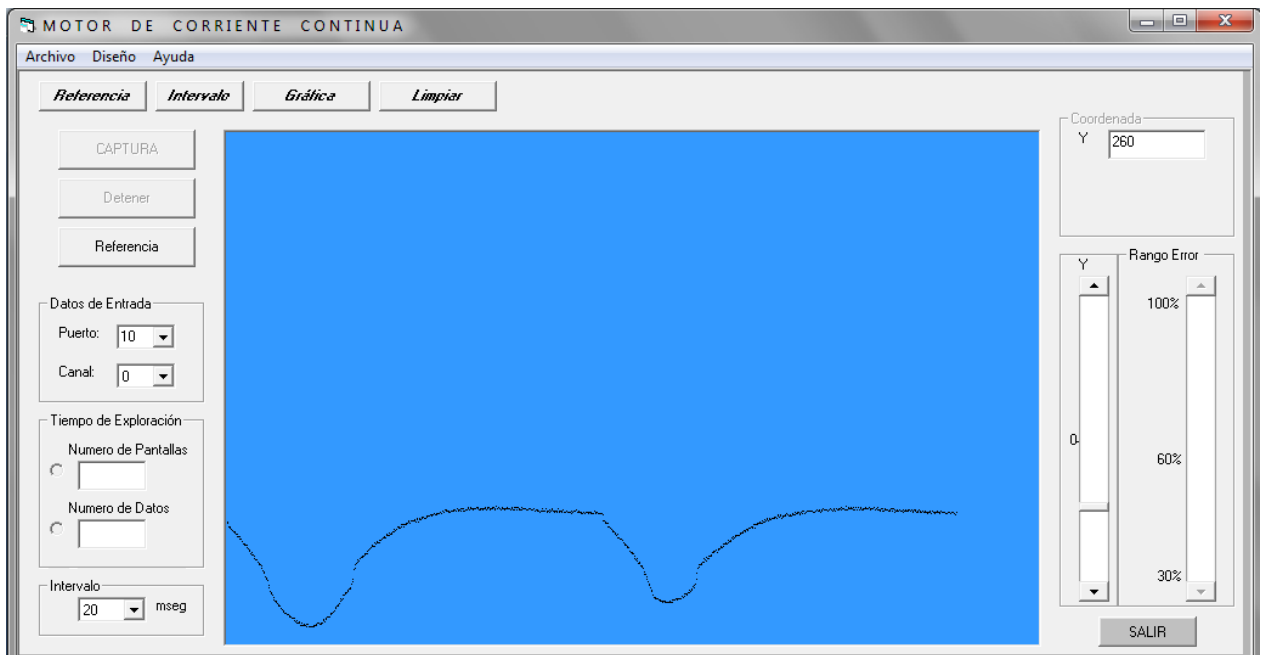 MOTOR DE CORRIENTE CONTINUA
Archivo Diseño Ayuda
Referencia Intervalo Gráfica Limpiar
CAPTURA
Detener
Referencia
Datos de Entrada
Puerto: 10
Canal: 0
Tiempo de Exploración
Numero de Pantallas
Numero de Datos
Intervalo
20 mseg
Coordenada
Y 260
Y
0
Rango Error
100%
60%
30%
SALIR